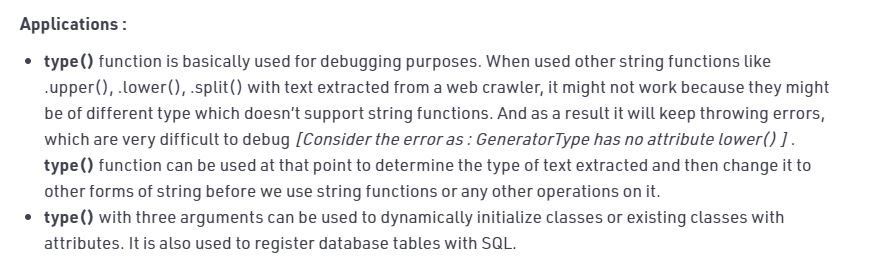 Applications :
• type() function is basically used for debugging purposes. When used other string functions like
.upper(), .lower(), .split() with text extracted from a web crawler, it might not work because they might
be of different type which doesn’t support string functions. And as a result it will keep throwing errors,
which are very difficult to debug [Consider the error as : GeneratorType has no attribute lower() ] .
type() function can be used at that point to determine the type of text extracted and then change it to
other forms of string before we use string functions or any other operations on it.
• type() with three arguments can be used to dynamically initialize classes or existing classes with
attributes. It is also used to register database tables with SQL.